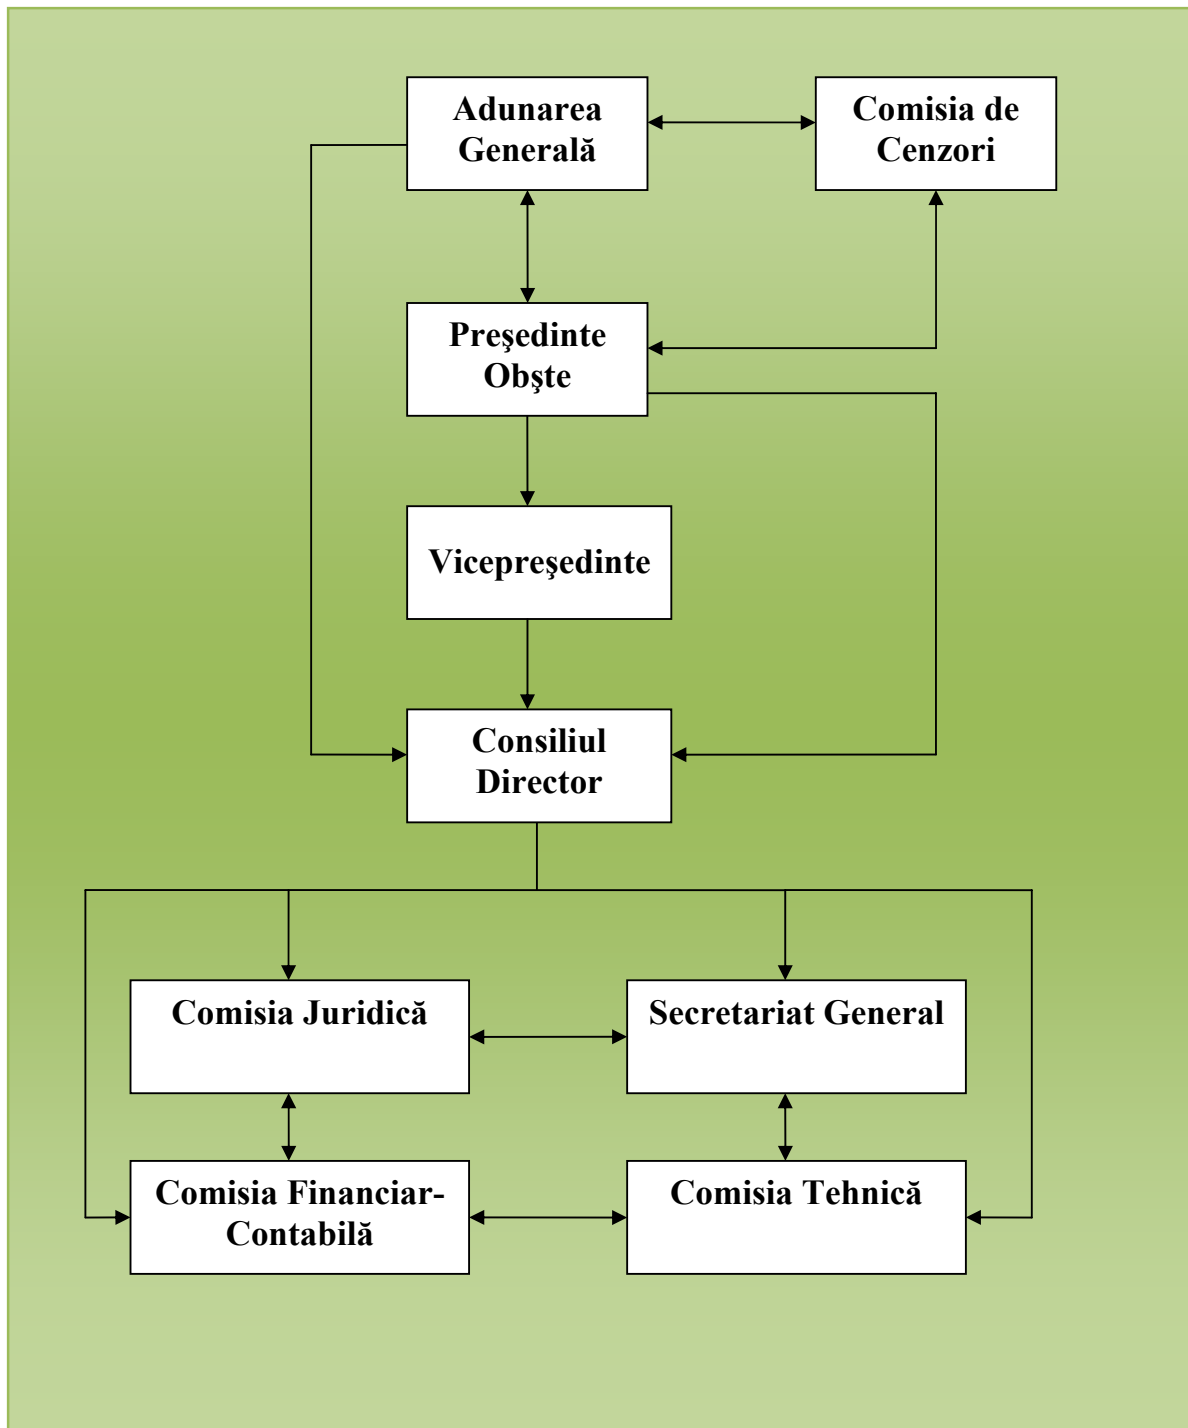 Adunarea
Generală
Comisia de
Cenzori
Preşedinte
Obşte
Vicepreşedinte
Consiliul
Director
Comisia Juridică
Secretariat General
Comisia Financiar-
Contabilă
Comisia Tehnică